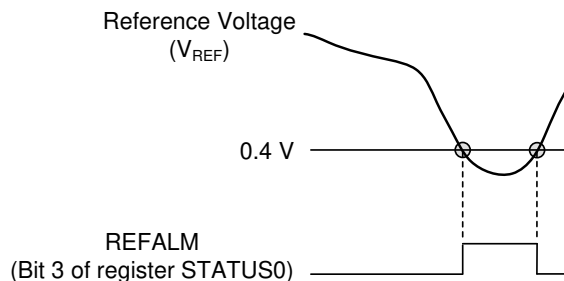 Reference Voltage
(VREF)
0.4 V
REFALM
(Bit 3 of register STATUS0)